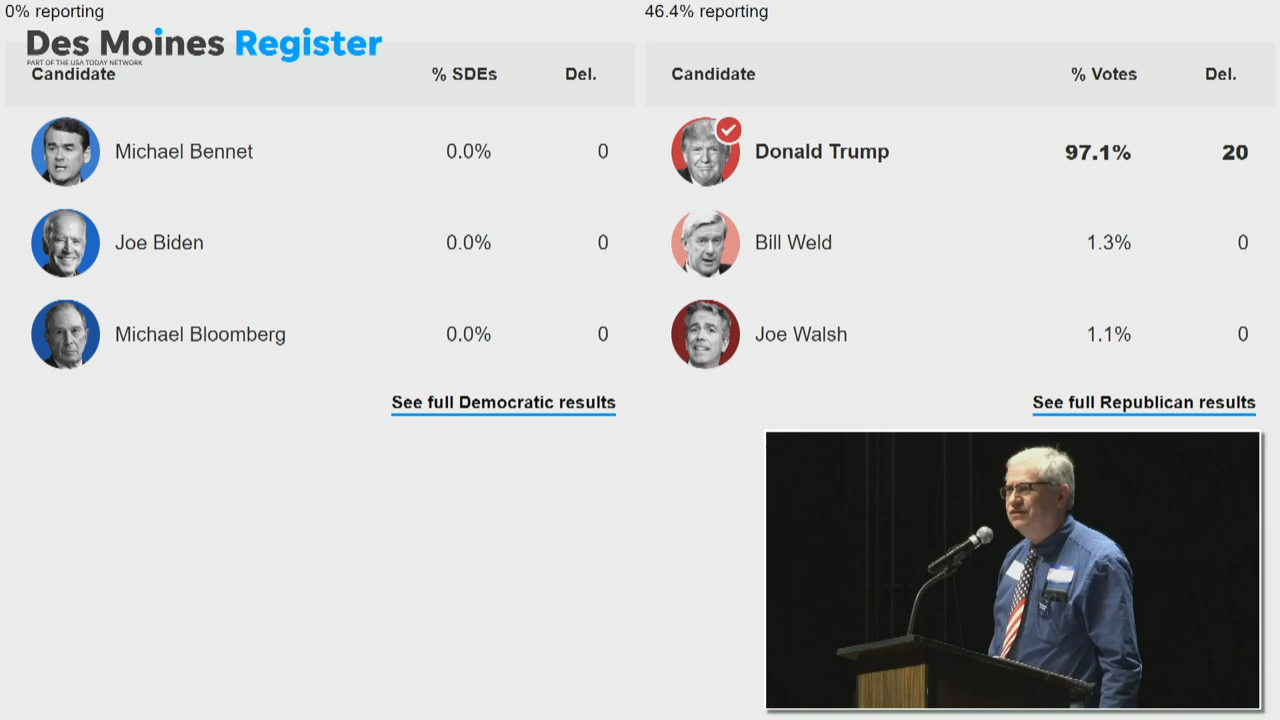 0% reporting
Des Moines Register
PART OF THE USA TODAY NETWORK
Candidate % SDEs Del.
Michael Bennet 0.0% 0
Joe Biden 0.0% 0
Michael Bloomberg 0.0% 0
See full Democratic results
46.4% reporting
Candidate % Votes Del.
Donald Trump 97.1% 20
Bill Weld 1.3% 0
Joe Walsh 1.1% 0
See full Republican results